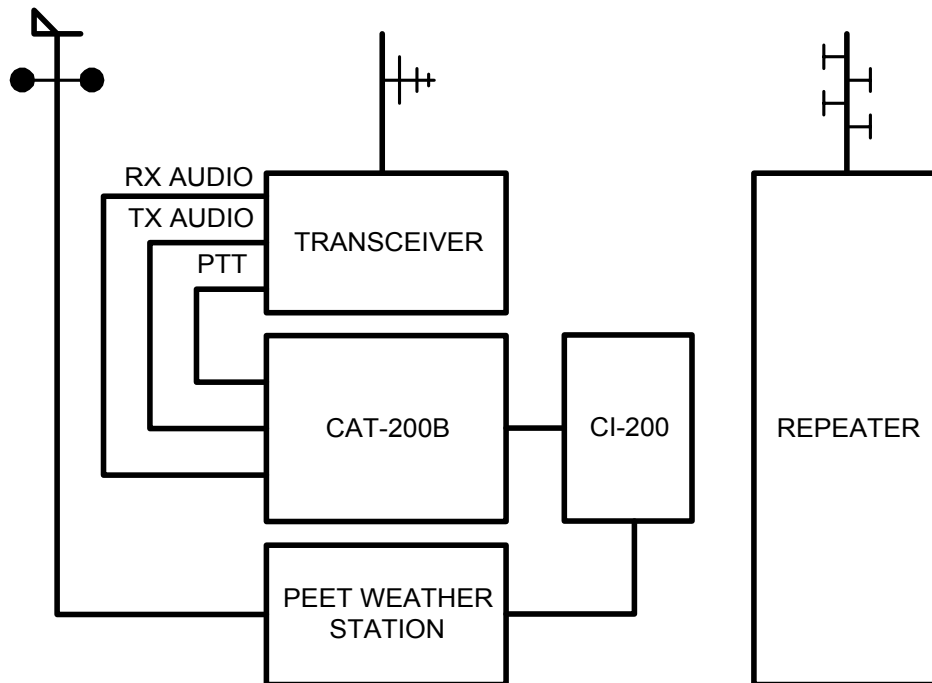 RX AUDIO
TX AUDIO
PTT
TRANSCEIVER
CAT-200B
CI-200
REPEATER
PEET WEATHER
STATION